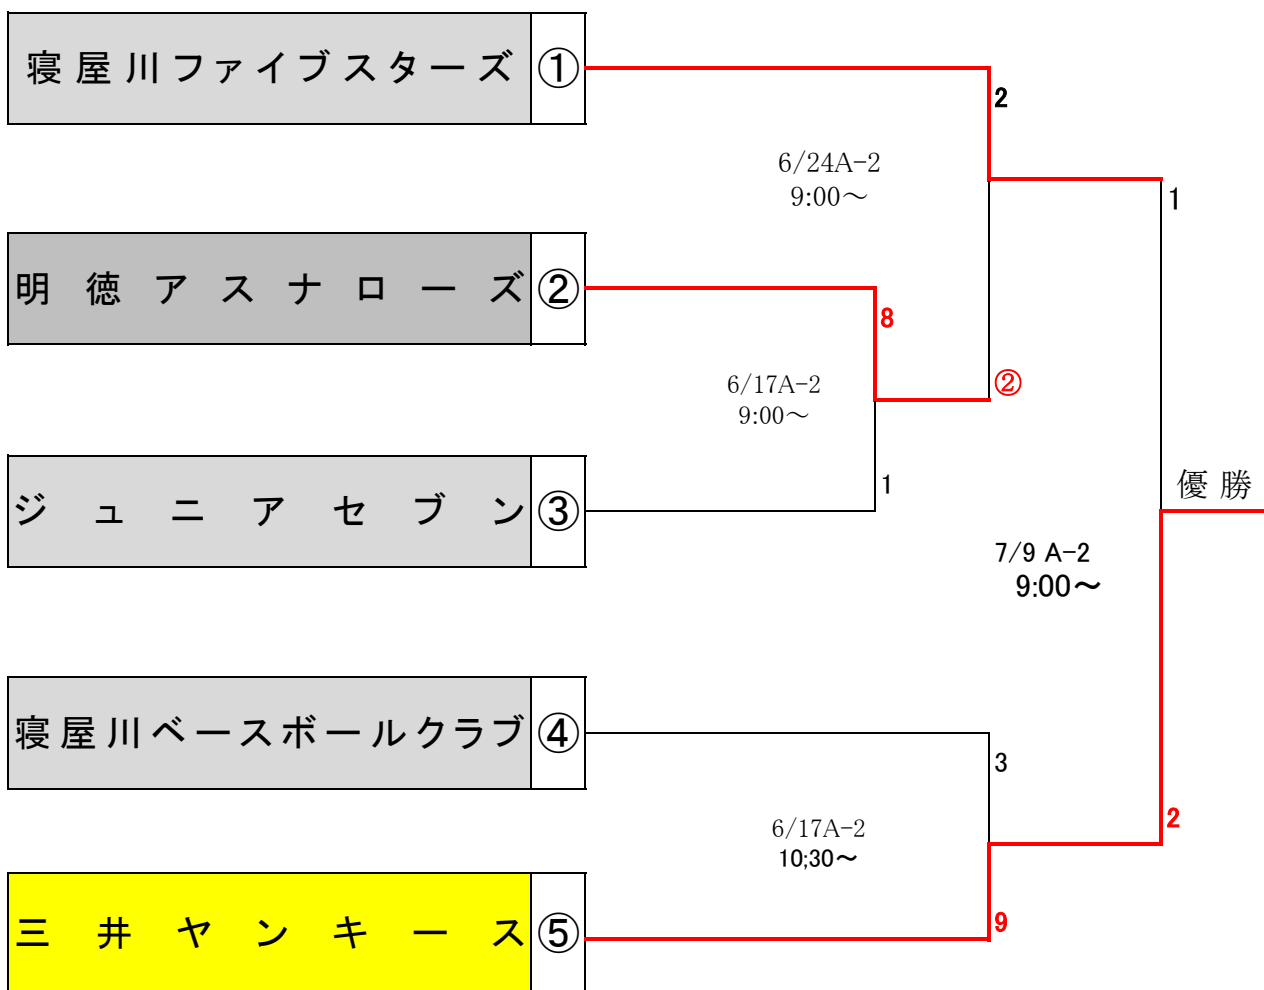 寝屋川ファイブスターズ ①
2
6/24A-2
9:00～
1
明徳アスナローズ ②
8
6/17A-2
9:00～
②
ジュニアセブン ③
1
優勝
7/9 A-2
9:00～
寝屋川ベースボールクラブ ④
3
6/17A-2
10;30～
2
三井ヤンキース ⑤
9